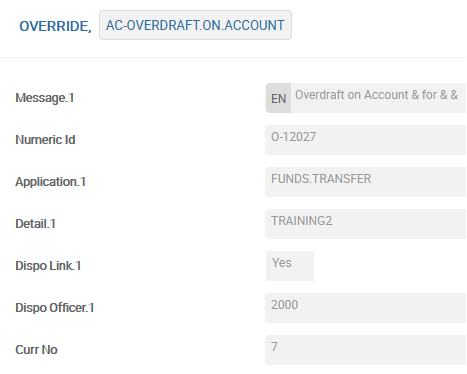 OVERRIDE, AC-OVERDRAFT.ON.ACCOUNT
Message.1 EN Overdraft on Account & for & &
Numeric Id O-12027
Application.1 FUNDS.TRANSFER
Detail.1 TRAINING2
Dispo Link.1 Yes
Dispo Officer.1 2000
Curr No 7